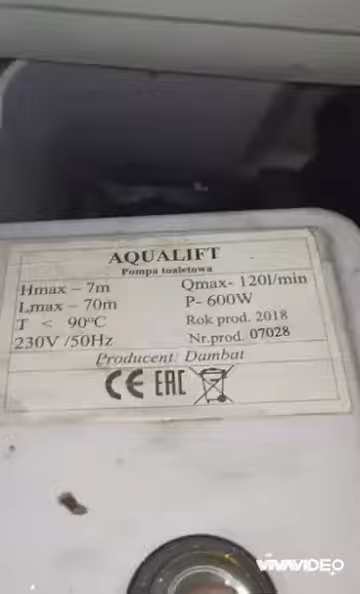 AQUALIFT
Pompa toaletowa
Hmax – 7m Qmax- 120l/min
Lmax – 70m P- 600W
T < 90°C Rok prod. 2018
230V /50Hz Nr.prod. 07028
Producent: Dambat
CE EAC
VIVAVIDEO